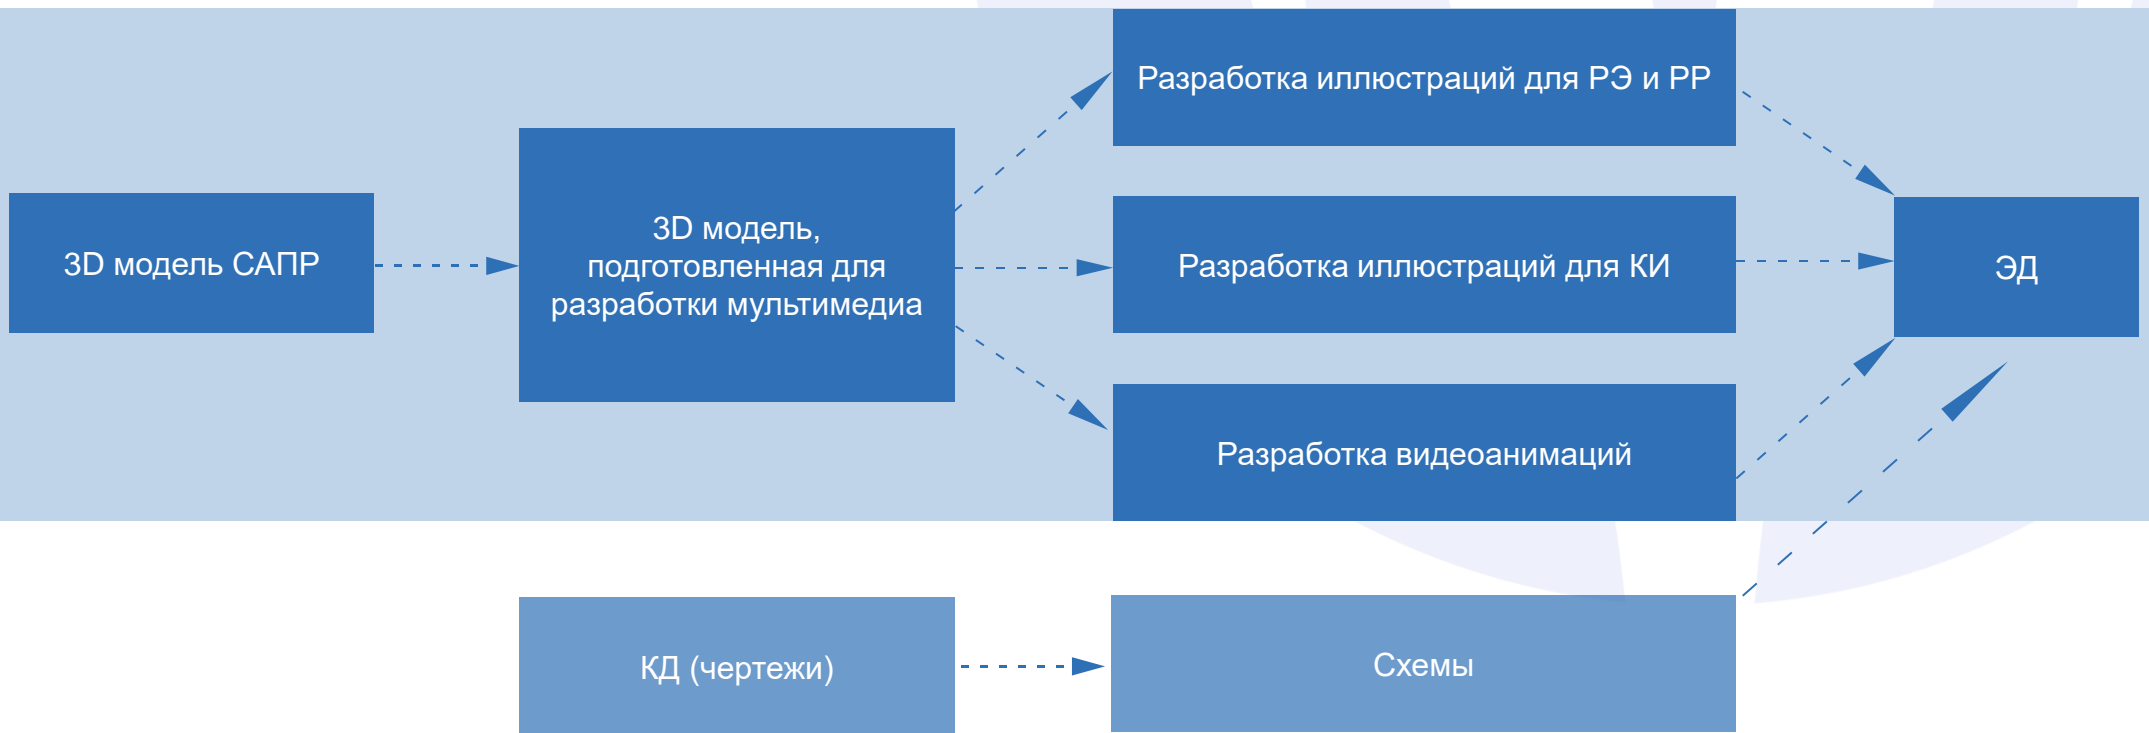 Разработка иллюстраций для РЭ и РР
3D модель САПР
3D модель,
подготовленная для
разработки мультимедиа
Разработка иллюстраций для КИ
ЭД
Разработка видеоанимаций
КД (чертежи)
Схемы